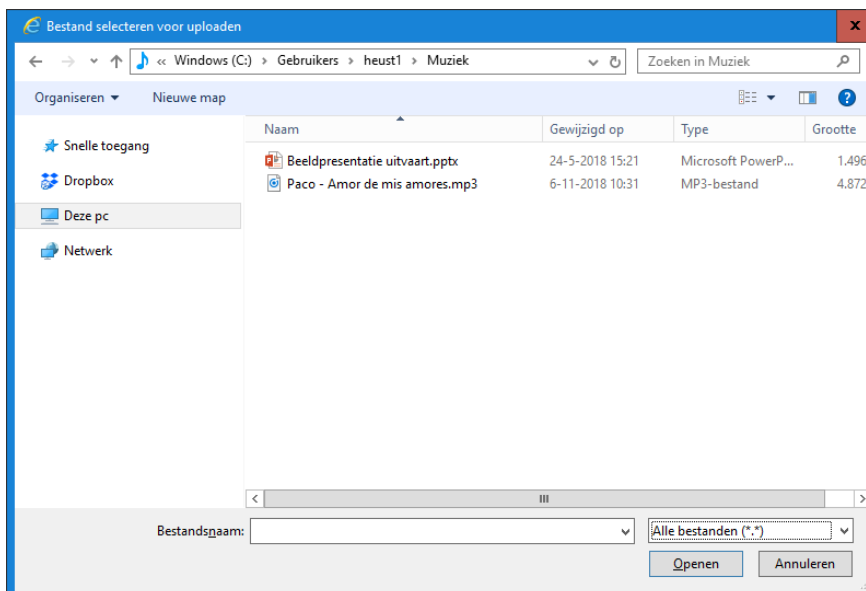 Bestand selecteren voor uploaden
x
« Windows (C:) › Gebruikers › heust1 › Muziek
Zoeken in Muziek
Organiseren
Nieuwe map
?
Naam
Gewijzigd op
Type
Grootte
Snelle toegang
Dropbox
Deze pc
Netwerk
Beeldpresentatie uitvaart.pptx 24-5-2018 15:21 Microsoft PowerP... 1.496
Paco - Amor de mis amores.mp3 6-11-2018 10:31 MP3-bestand 4.872
Bestandsnaam:
Alle bestanden (*.*)
Openen
Annuleren